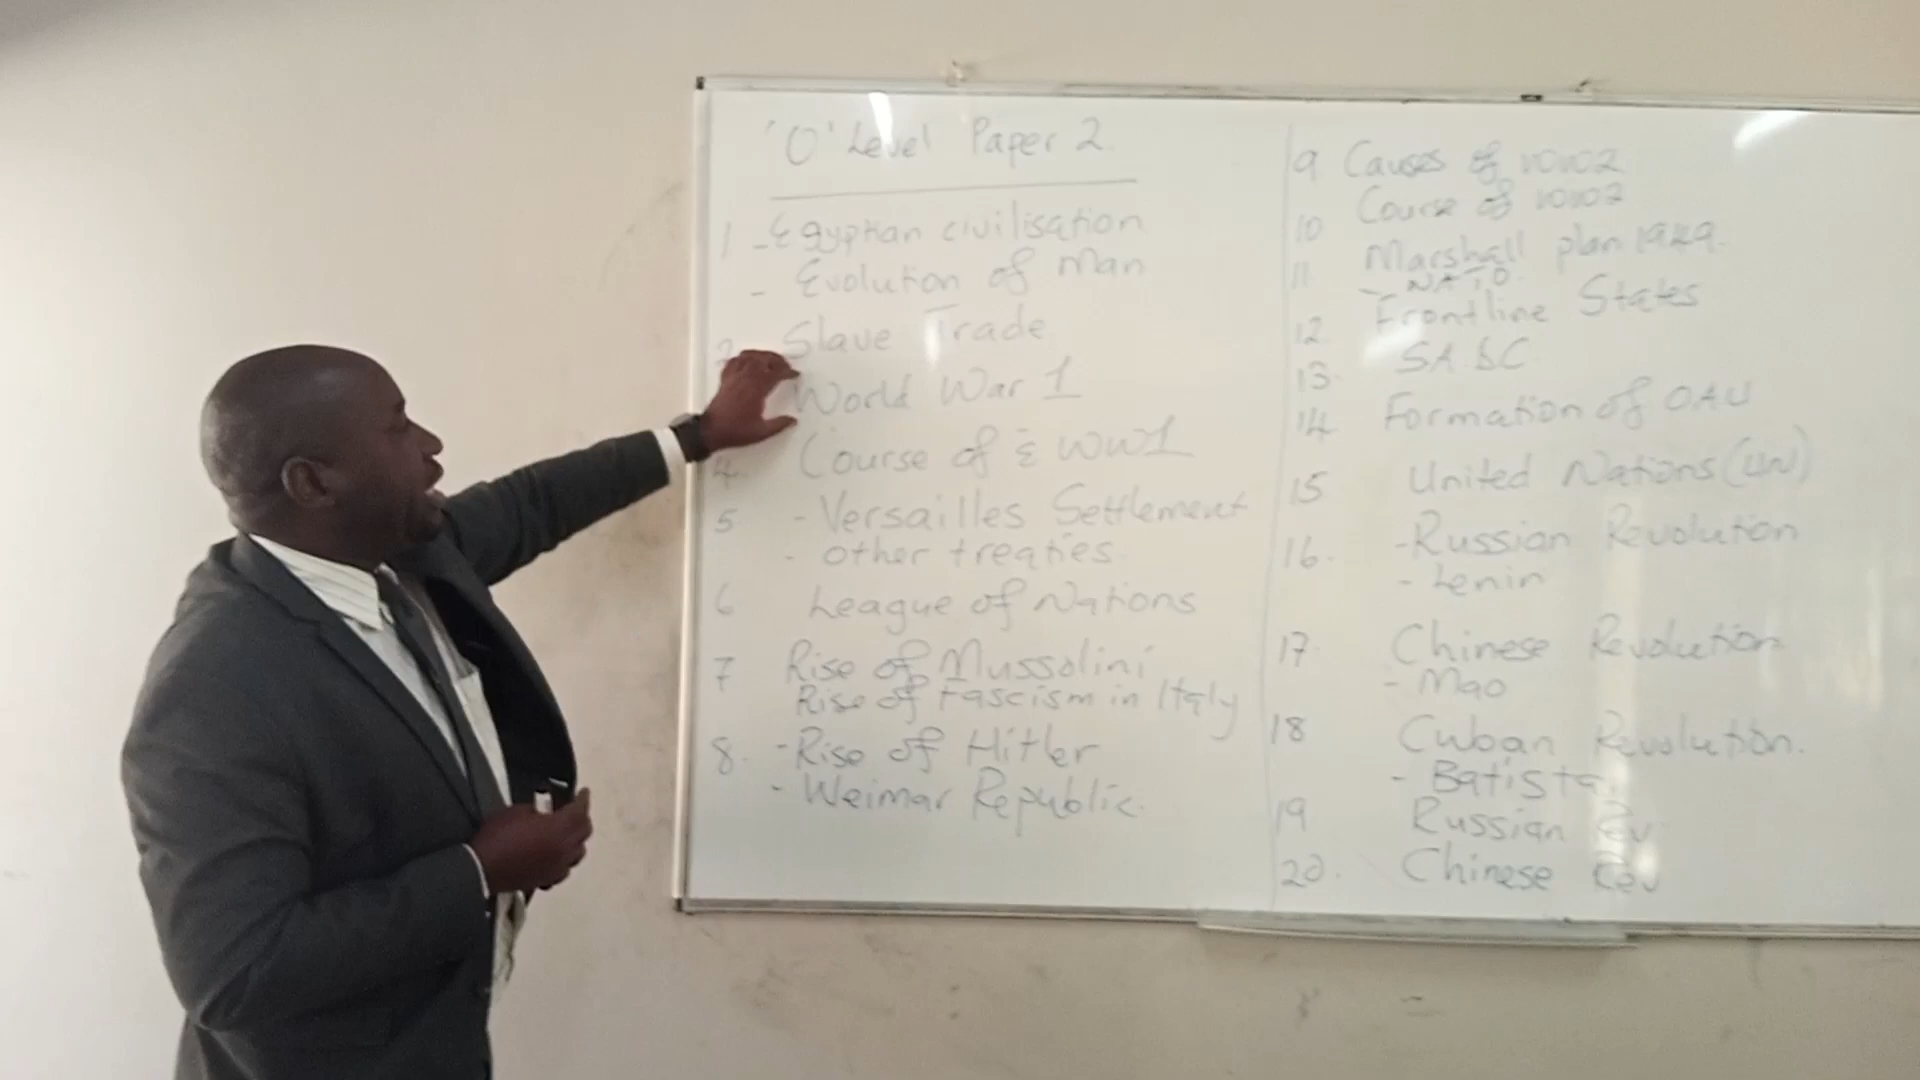 'O' Level Paper 2.
1 - Egyptian civilisation
- Evolution of Man
2 Slave Trade
World War 1
4. Course of & WW1
5 - Versailles Settlement
- other treaties.
6 League of Nations
7 Rise of Mussolini
Rise of Fascism in Italy
8. - Rise of Hitler
- Weimar Republic.
9 Causes of WW2
10 Course of WW2
11 Marshall plan 1949.
- NATO
12 Frontline States
13. SADC
14 Formation of OAU
15 United Nations (UN)
16. - Russian Revolution
- Lenin
17. Chinese Revolution
- Mao
18 Cuban Revolution.
- Batista
19 Russian Rev
20. Chinese Rev